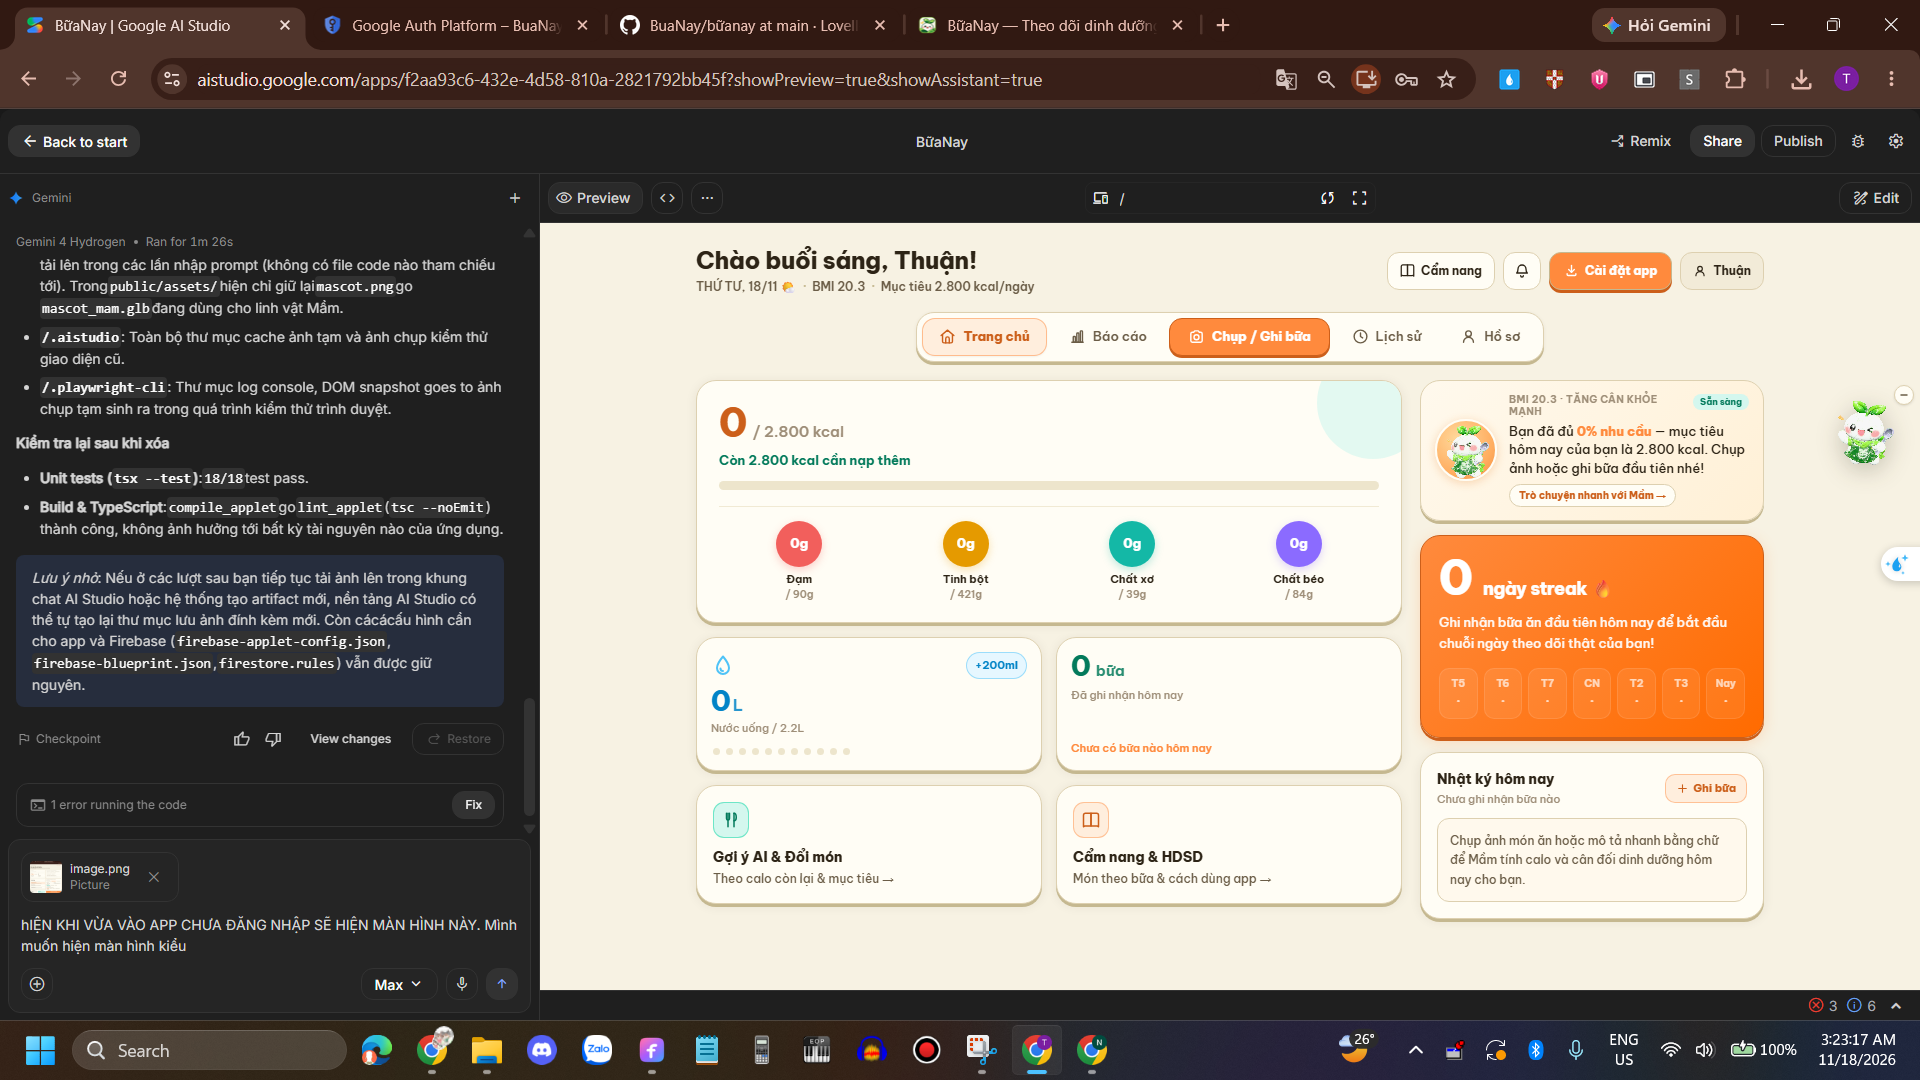 BữaNay | Google AI Studio
Google Auth Platform – BuaNay
BuaNay/bữanay at main · Lovell
BữaNay — Theo dõi dinh dưỡng
Hỏi Gemini
aistudio.google.com/apps/f2aa93c6-432e-4d58-810a-2821792bb45f?showPreview=true&showAssistant=true
S
T
Back to start
BữaNay
Remix
Share
Publish
Gemini
Preview
/
Edit
Gemini 4 Hydrogen • Ran for 1m 26s
tải lên trong các lần nhập prompt (không có file code nào tham chiếu
tới). Trong public/assets/ hiện chỉ giữ lại mascot.png go
mascot_mam.glb đang dùng cho linh vật Mầm.
• /.aistudio: Toàn bộ thư mục cache ảnh tạm và ảnh chụp kiểm thử
giao diện cũ.
• /.playwright-cli: Thư mục log console, DOM snapshot goes to ảnh
chụp tạm sinh ra trong quá trình kiểm thử trình duyệt.
Kiểm tra lại sau khi xóa
• Unit tests (tsx --test): 18/18 test pass.
• Build & TypeScript: compile_applet go lint_applet (tsc --noEmit)
thành công, không ảnh hưởng tới bất kỳ tài nguyên nào của ứng dụng.
Lưu ý nhỏ: Nếu ở các lượt sau bạn tiếp tục tải ảnh lên trong khung
chat AI Studio hoặc hệ thống tạo artifact mới, nền tảng AI Studio có
thể tự tạo lại thư mục lưu ảnh đính kèm mới. Còn cácácấu hình cần
cho app và Firebase (firebase-applet-config.json,
firebase-blueprint.json, firestore.rules) vẫn được giữ
nguyên.
Checkpoint
View changes
Restore
1 error running the code
Fix
image.png
Picture
hIỆN KHI VỪA VÀO APP CHƯA ĐĂNG NHẬP SẼ HIỆN MÀN HÌNH NÀY. Mình
muốn hiện màn hình kiểu
Max
Chào buổi sáng, Thuận!
THỨ TƯ, 18/11 · BMI 20.3 · Mục tiêu 2.800 kcal/ngày
Cẩm nang
Cài đặt app
Thuận
Trang chủ
Báo cáo
Chụp / Ghi bữa
Lịch sử
Hồ sơ
0 / 2.800 kcal
Còn 2.800 kcal cần nạp thêm
0g
0g
0g
0g
Đạm
Tinh bột
Chất xơ
Chất béo
/ 90g
/ 421g
/ 39g
/ 84g
+200ml
0 L
Nước uống / 2.2L
0 bữa
Đã ghi nhận hôm nay
Chưa có bữa nào hôm nay
Gợi ý AI & Đổi món
Theo calo còn lại & mục tiêu →
Cẩm nang & HDSD
Món theo bữa & cách dùng app →
BMI 20.3 · TĂNG CÂN KHỎE
MẠNH
Sẵn sàng
Bạn đã đủ 0% nhu cầu — mục tiêu
hôm nay của bạn là 2.800 kcal. Chụp
ảnh hoặc ghi bữa đầu tiên nhé!
Trò chuyện nhanh với Mầm →
0 ngày streak
Ghi nhận bữa ăn đầu tiên hôm nay để bắt đầu
chuỗi ngày theo dõi thật của bạn!
T5
T6
T7
CN
T2
T3
Nay
- - - - - - -
Nhật ký hôm nay
Chưa ghi nhận bữa nào
+ Ghi bữa
Chụp ảnh món ăn hoặc mô tả nhanh bằng chữ
để Mầm tính calo và cân đối dinh dưỡng hôm
nay cho bạn.
3
6
Search
Zalo
EOP
T
N
26°
ENG
US
100%
3:23:17 AM
11/18/2026